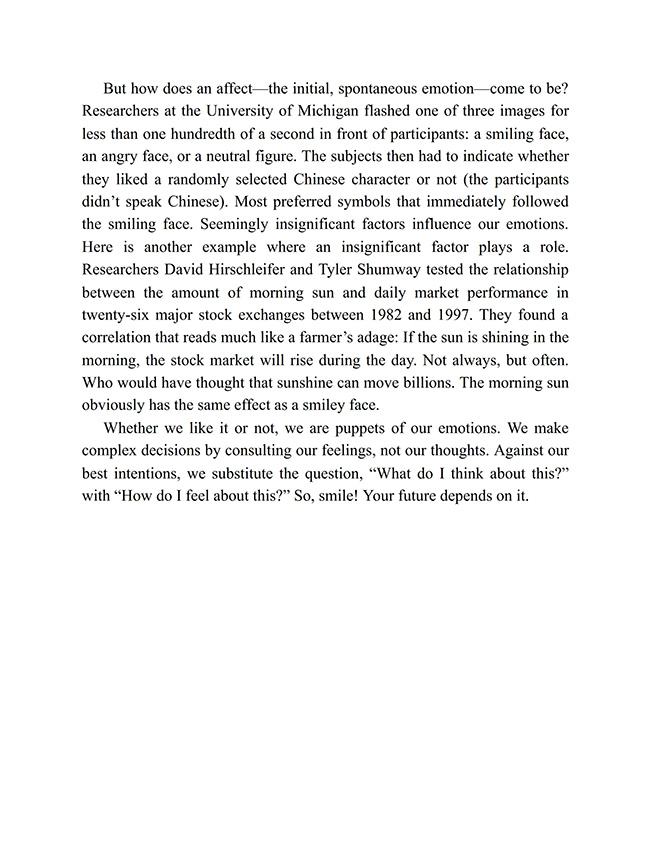 But how does an affect—the initial, spontaneous emotion—come to be?
Researchers at the University of Michigan flashed one of three images for
less than one hundredth of a second in front of participants: a smiling face,
an angry face, or a neutral figure. The subjects then had to indicate whether
they liked a randomly selected Chinese character or not (the participants
didn’t speak Chinese). Most preferred symbols that immediately followed
the smiling face. Seemingly insignificant factors influence our emotions.
Here is another example where an insignificant factor plays a role.
Researchers David Hirschleifer and Tyler Shumway tested the relationship
between the amount of morning sun and daily market performance in
twenty-six major stock exchanges between 1982 and 1997. They found a
correlation that reads much like a farmer’s adage: If the sun is shining in the
morning, the stock market will rise during the day. Not always, but often.
Who would have thought that sunshine can move billions. The morning sun
obviously has the same effect as a smiley face.
Whether we like it or not, we are puppets of our emotions. We make
complex decisions by consulting our feelings, not our thoughts. Against our
best intentions, we substitute the question, “What do I think about this?”
with “How do I feel about this?” So, smile! Your future depends on it.